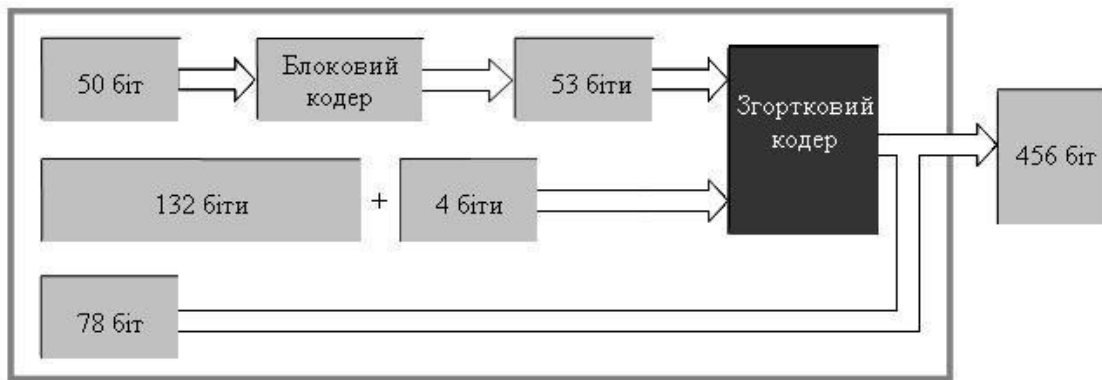 50 біт
Блоковий
кодер
53 біти
Згортковий
кодер
456 біт
132 біти
+
4 біти
78 біт